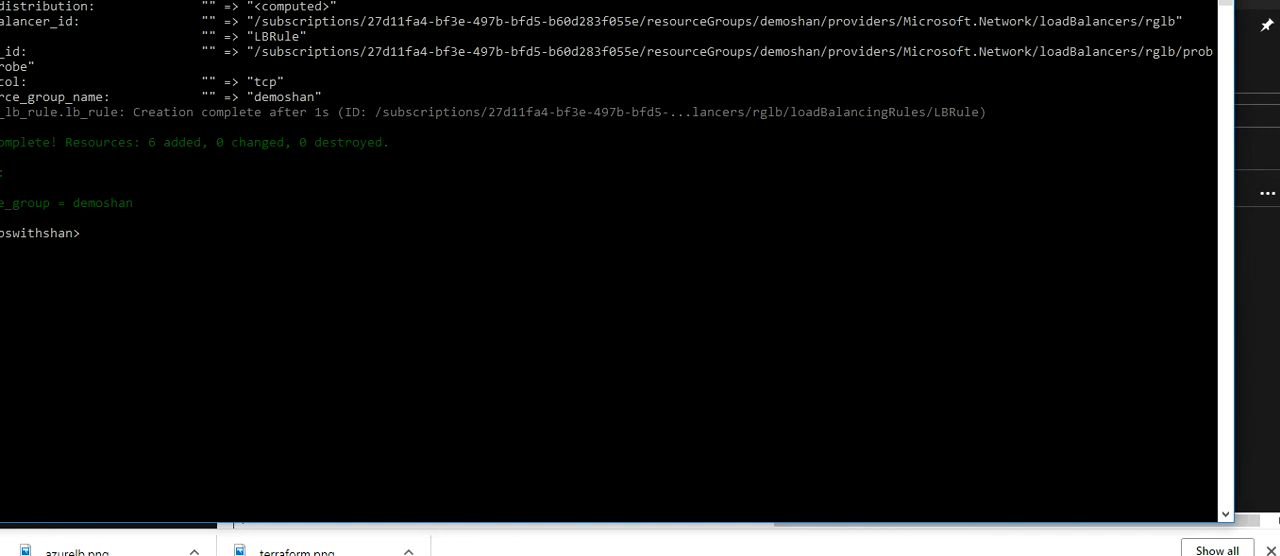 distribution: "" => "<computed>"
alancer_id: "" => "/subscriptions/27d11fa4-bf3e-497b-bfd5-b60d283f055e/resourceGroups/demoshan/providers/Microsoft.Network/loadBalancers/rglb"
"" => "LBRule"
_id: "" => "/subscriptions/27d11fa4-bf3e-497b-bfd5-b60d283f055e/resourceGroups/demoshan/providers/Microsoft.Network/loadBalancers/rglb/prob
robe"
col: "" => "tcp"
rce_group_name: "" => "demoshan"
_lb_rule.lb_rule: Creation complete after 1s (ID: /subscriptions/27d11fa4-bf3e-497b-bfd5-...lancers/rglb/loadBalancingRules/LBRule)
omplete! Resources: 6 added, 0 changed, 0 destroyed.
:
e_group = demoshan
oswithshan>
azurelb.png
terraform.png
Show all